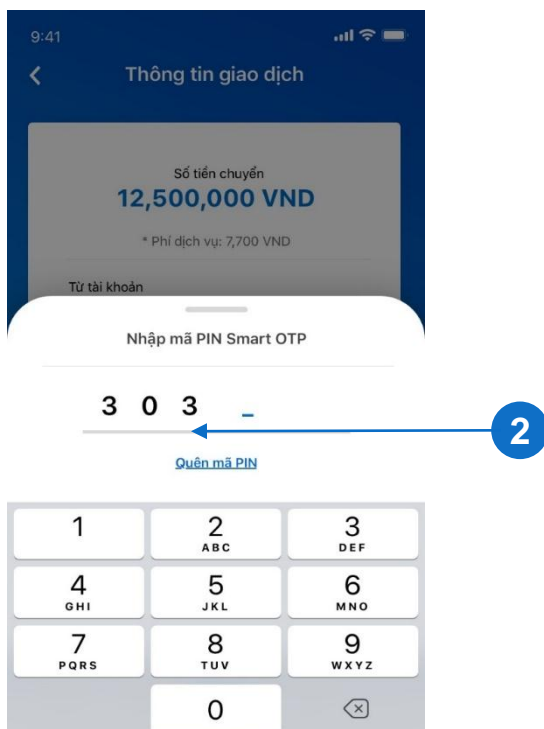 9:41
Thông tin giao dịch
Số tiền chuyển
12,500,000 VND
* Phí dịch vụ: 7,700 VND
Từ tài khoản
Nhập mã PIN Smart OTP
3 0 3 _
2
Quên mã PIN
1 2 3
ABC DEF
4 5 6
GHI JKL MNO
7 8 9
PQRS TUV WXYZ
0